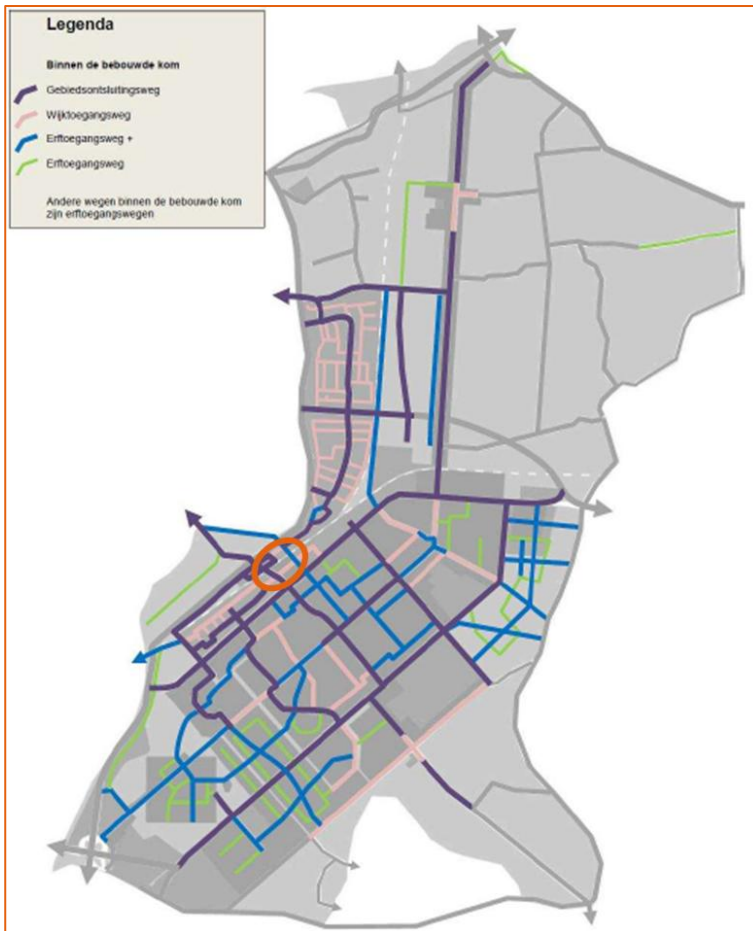 Legenda
Binnen de bebouwde kom
Gebiedsontsluitingsweg
Wijktoegangsweg
Erftoegangsweg +
Erftoegangsweg
Andere wegen binnen de bebouwde kom
zijn erftoegangswegen